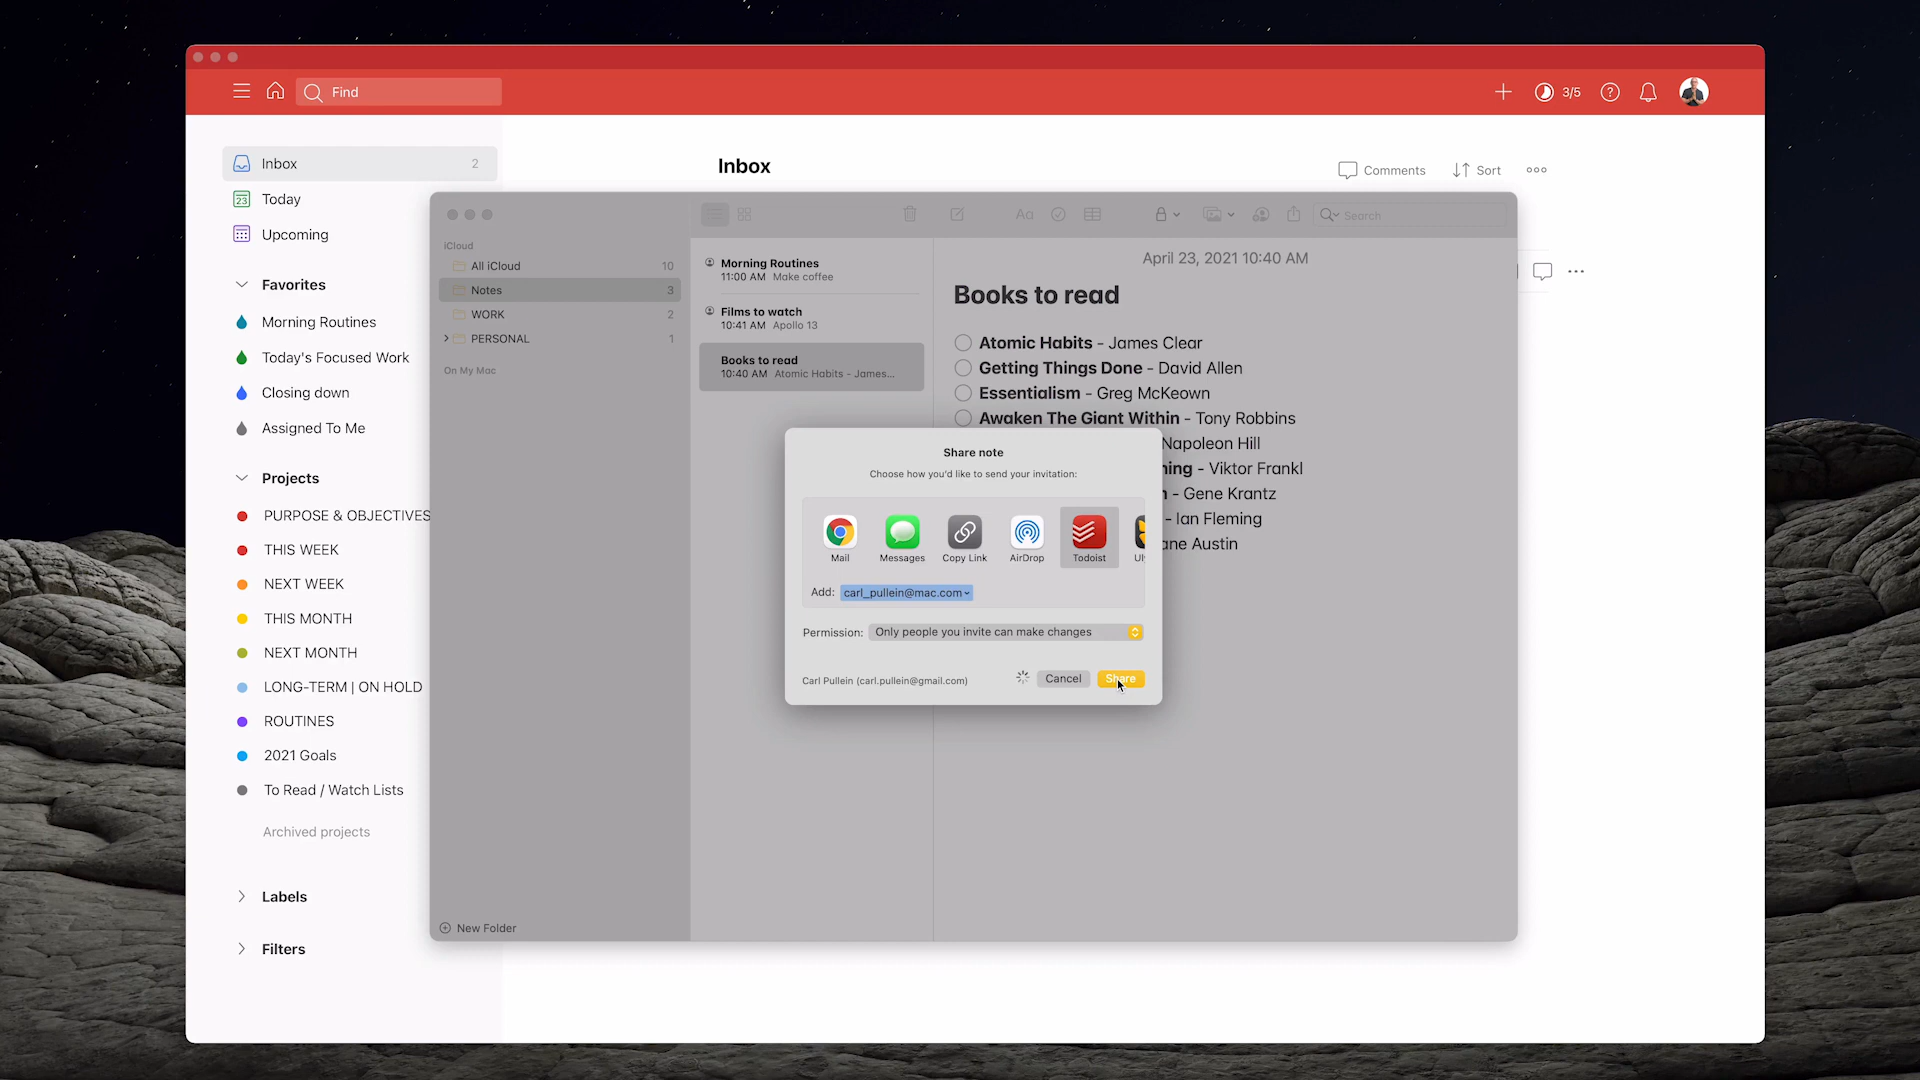 Find
3/5
Inbox 2
23 Today
Upcoming
Favorites
Morning Routines
Today's Focused Work
Closing down
Assigned To Me
Projects
PURPOSE & OBJECTIVES
THIS WEEK
NEXT WEEK
THIS MONTH
NEXT MONTH
LONG-TERM | ON HOLD
ROUTINES
2021 Goals
To Read / Watch Lists
Archived projects
Labels
Filters
Inbox
Comments
Sort
Aa
Search
iCloud
All iCloud 10
Notes 3
WORK 2
PERSONAL 1
On My Mac
New Folder
Morning Routines
11:00 AM Make coffee
Films to watch
10:41 AM Apollo 13
Books to read
10:40 AM Atomic Habits - James...
April 23, 2021 10:40 AM
Books to read
Atomic Habits - James Clear
Getting Things Done - David Allen
Essentialism - Greg McKeown
Awaken The Giant Within - Tony Robbins
Napoleon Hill
ning - Viktor Frankl
n - Gene Krantz
- Ian Fleming
ane Austin
Share note
Choose how you'd like to send your invitation:
Mail
Messages
Copy Link
AirDrop
Todoist
Uly
Add: carl_pullein@mac.com
Permission: Only people you invite can make changes
Carl Pullein (carl.pullein@gmail.com)
Cancel
Share